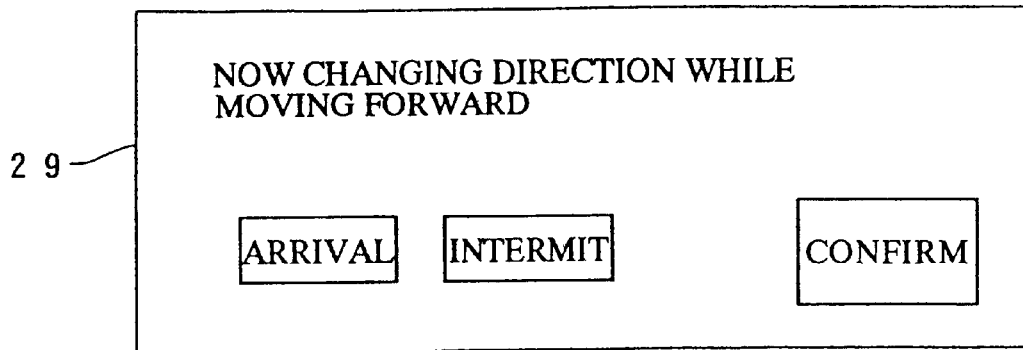 NOW CHANGING DIRECTION WHILE
MOVING FORWARD
29
ARRIVAL INTERMIT CONFIRM